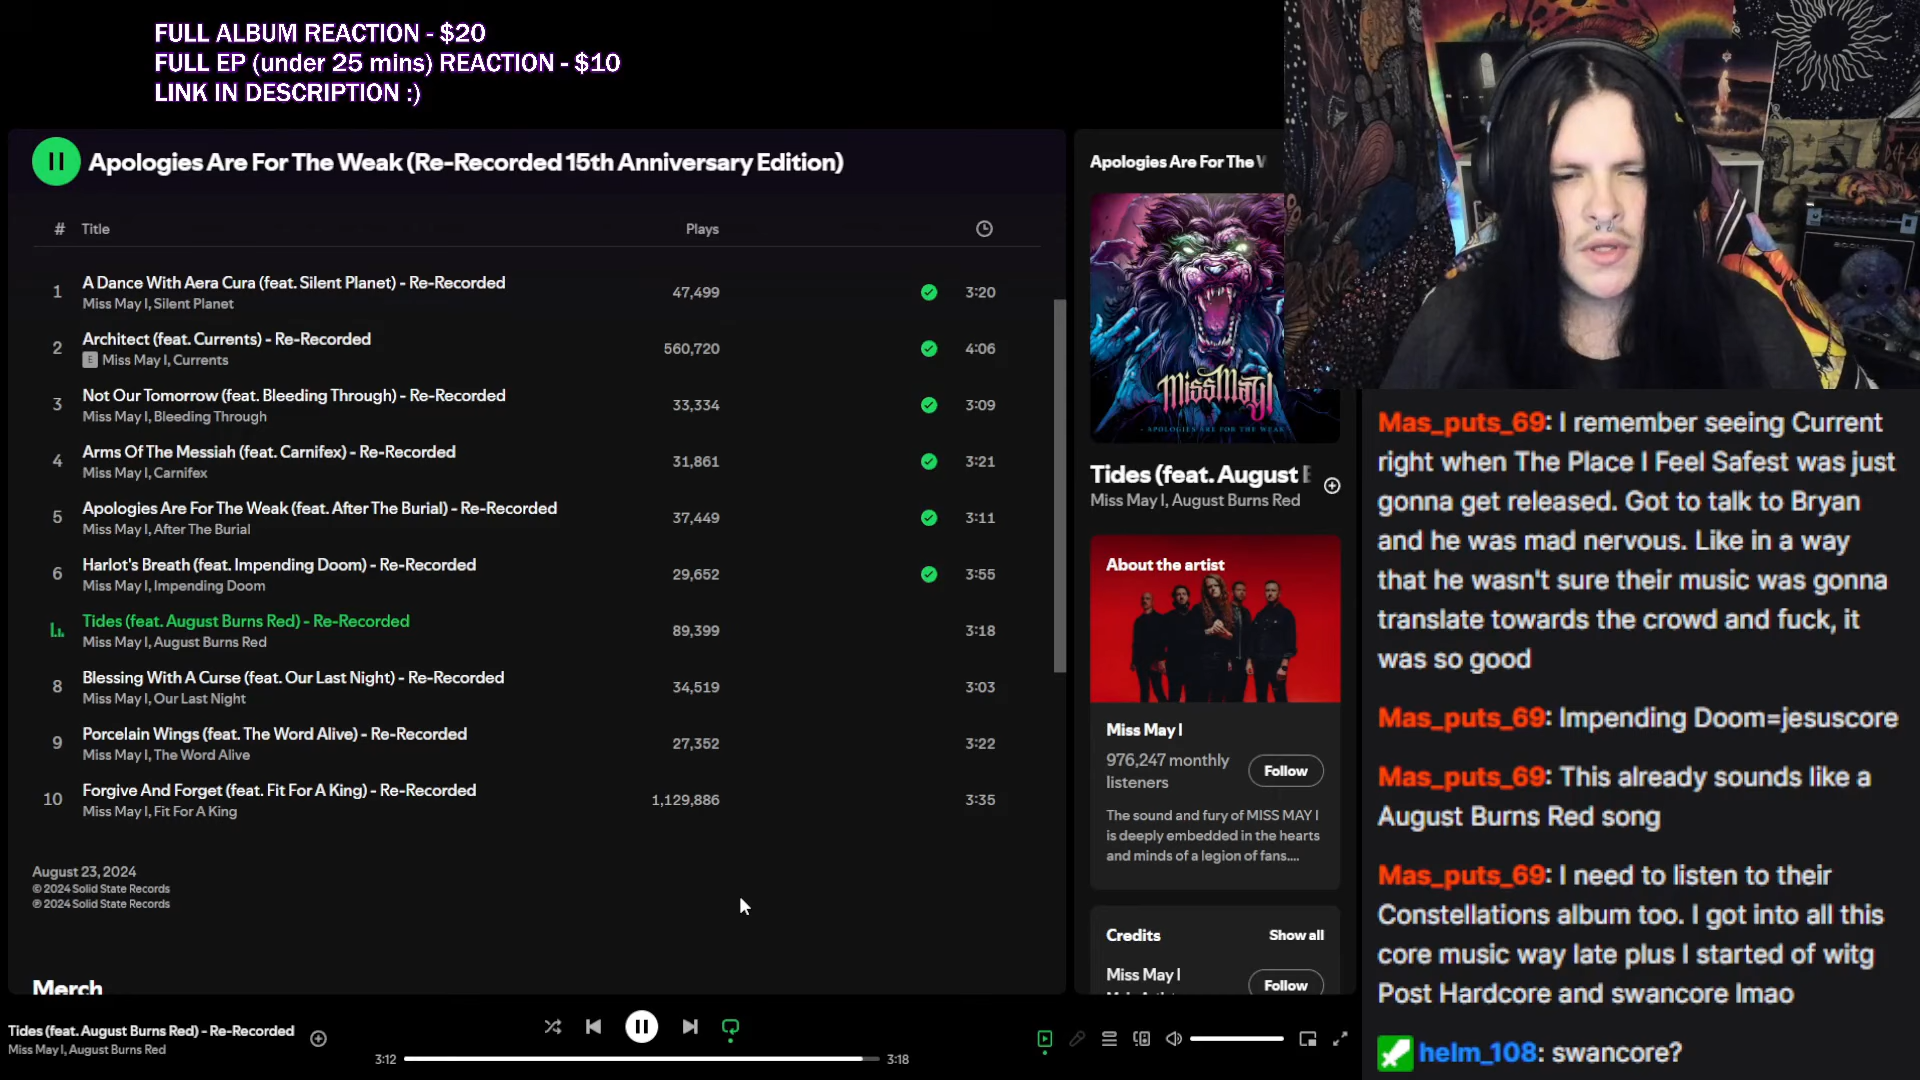 FULL ALBUM REACTION - $20
FULL EP (under 25 mins) REACTION - $10
LINK IN DESCRIPTION :)
Apologies Are For The Weak (Re-Recorded 15th Anniversary Edition)
# Title Plays
1 A Dance With Aera Cura (feat. Silent Planet) - Re-Recorded 47,499 3:20
Miss May I, Silent Planet
2 Architect (feat. Currents) - Re-Recorded 560,720 4:06
E Miss May I, Currents
3 Not Our Tomorrow (feat. Bleeding Through) - Re-Recorded 33,334 3:09
Miss May I, Bleeding Through
4 Arms Of The Messiah (feat. Carnifex) - Re-Recorded 31,861 3:21
Miss May I, Carnifex
5 Apologies Are For The Weak (feat. After The Burial) - Re-Recorded 37,449 3:11
Miss May I, After The Burial
6 Harlot's Breath (feat. Impending Doom) - Re-Recorded 29,652 3:55
Miss May I, Impending Doom
Tides (feat. August Burns Red) - Re-Recorded 89,399 3:18
Miss May I, August Burns Red
8 Blessing With A Curse (feat. Our Last Night) - Re-Recorded 34,519 3:03
Miss May I, Our Last Night
9 Porcelain Wings (feat. The Word Alive) - Re-Recorded 27,352 3:22
Miss May I, The Word Alive
10 Forgive And Forget (feat. Fit For A King) - Re-Recorded 1,129,886 3:35
Miss May I, Fit For A King
August 23, 2024
© 2024 Solid State Records
℗ 2024 Solid State Records
Merch
Apologies Are For The W
MissMayI
APOLOGIES ARE FOR THE WEAK
Tides (feat. August B
Miss May I, August Burns Red
About the artist
Miss May I
976,247 monthly
listeners
Follow
The sound and fury of MISS MAY I
is deeply embedded in the hearts
and minds of a legion of fans....
Credits Show all
Miss May I
Follow
Tides (feat. August Burns Red) - Re-Recorded
Miss May I, August Burns Red
3:12 3:18
Mas_puts_69: I remember seeing Current
right when The Place I Feel Safest was just
gonna get released. Got to talk to Bryan
and he was mad nervous. Like in a way
that he wasn't sure their music was gonna
translate towards the crowd and fuck, it
was so good
Mas_puts_69: Impending Doom=jesuscore
Mas_puts_69: This already sounds like a
August Burns Red song
Mas_puts_69: I need to listen to their
Constellations album too. I got into all this
core music way late plus I started of witg
Post Hardcore and swancore lmao
helm_108: swancore?